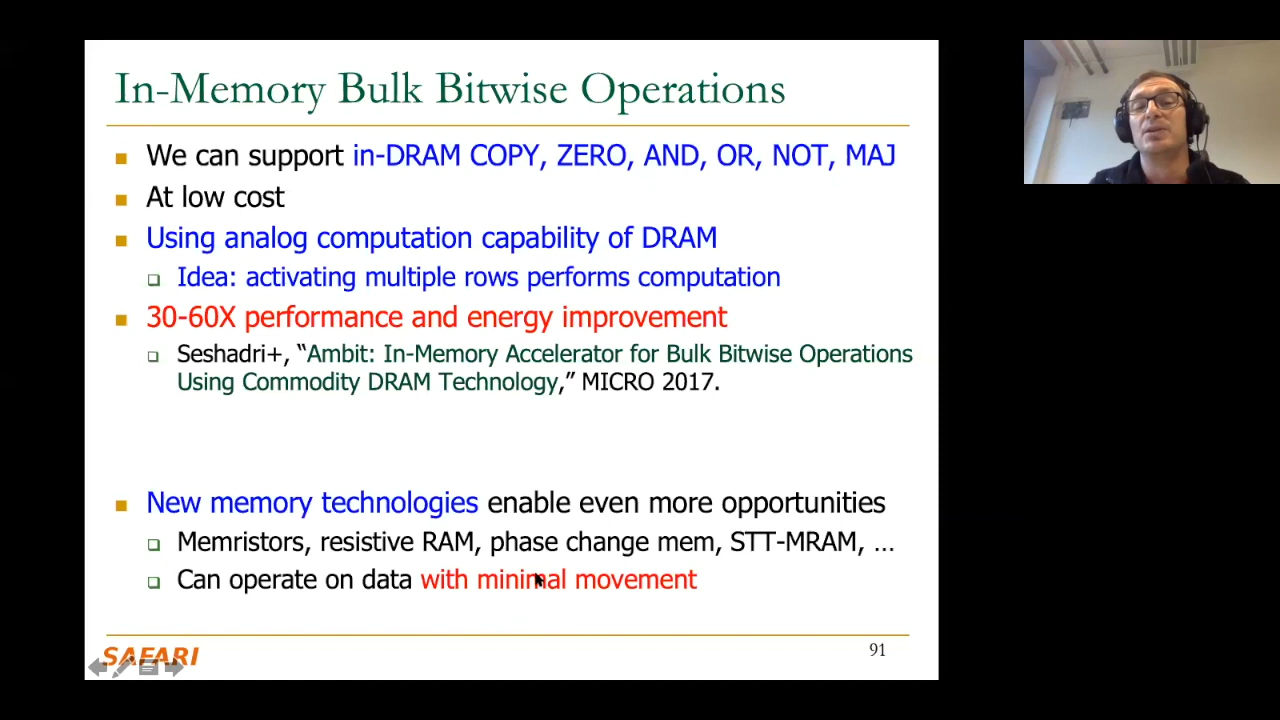 In-Memory Bulk Bitwise Operations
We can support in-DRAM COPY, ZERO, AND, OR, NOT, MAJ
At low cost
Using analog computation capability of DRAM
Idea: activating multiple rows performs computation
30-60X performance and energy improvement
Seshadri+, “Ambit: In-Memory Accelerator for Bulk Bitwise Operations
Using Commodity DRAM Technology,” MICRO 2017.
New memory technologies enable even more opportunities
Memristors, resistive RAM, phase change mem, STT-MRAM, …
Can operate on data with minimal movement
SAFARI
91